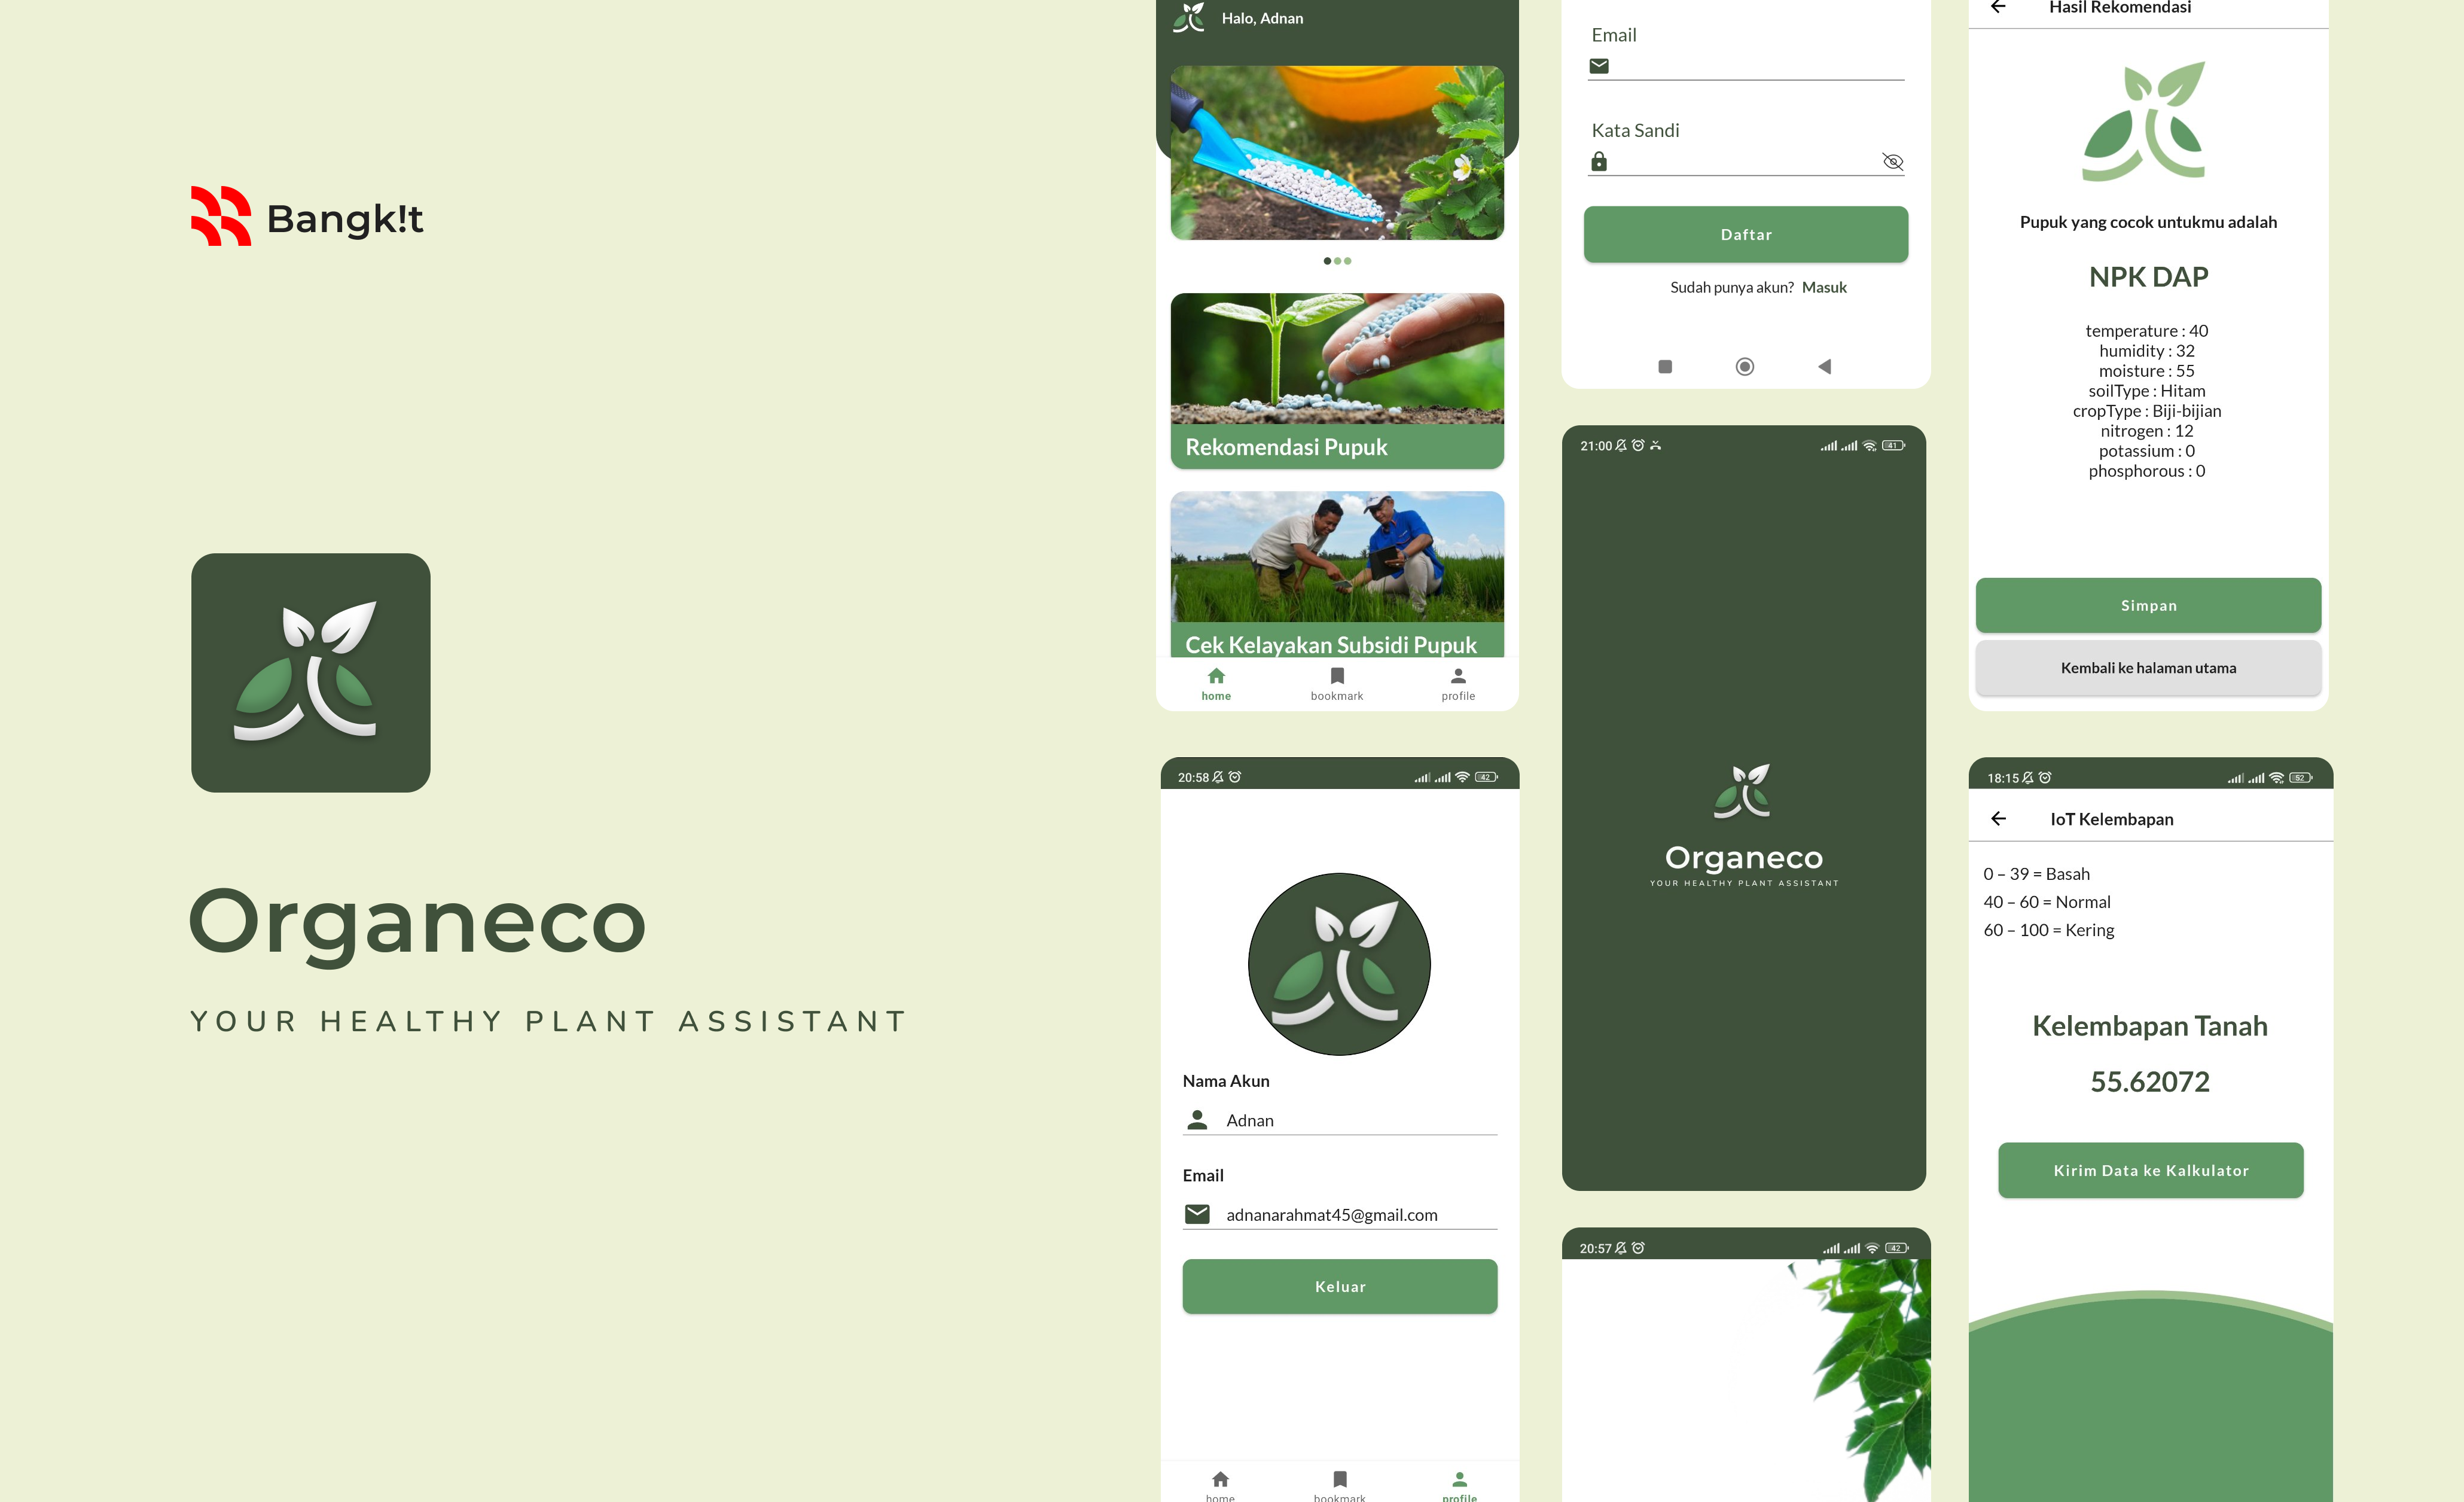 Bangk!t
Organeco
YOUR HEALTHY PLANT ASSISTANT
Halo, Adnan
Rekomendasi Pupuk
Cek Kelayakan Subsidi Pupuk
home
bookmark
profile
20:58
42
Nama Akun
Adnan
Email
adnanarahmat45@gmail.com
Keluar
home
bookmark
profile
Email
Kata Sandi
Daftar
Sudah punya akun? Masuk
21:00
41
Organeco
YOUR HEALTHY PLANT ASSISTANT
20:57
42
Hasil Rekomendasi
Pupuk yang cocok untukmu adalah
NPK DAP
temperature : 40
humidity : 32
moisture : 55
soilType : Hitam
cropType : Biji-bijian
nitrogen : 12
potassium : 0
phosphorous : 0
Simpan
Kembali ke halaman utama
18:15
52
IoT Kelembapan
0 – 39 = Basah
40 – 60 = Normal
60 – 100 = Kering
Kelembapan Tanah
55.62072
Kirim Data ke Kalkulator